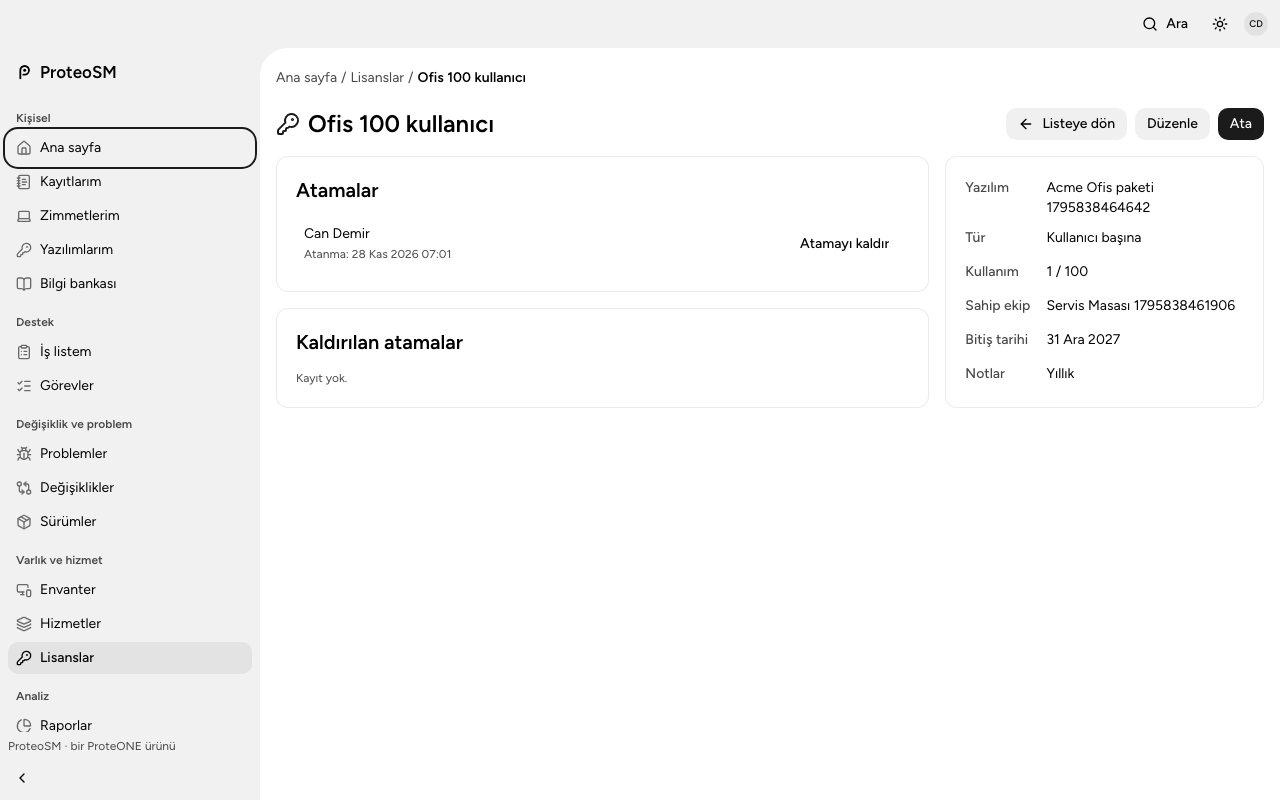 Ara
CD
ProteoSM
Kişisel
Ana sayfa
Kayıtlarım
Zimmetlerim
Yazılımlarım
Bilgi bankası
Destek
İş listem
Görevler
Değişiklik ve problem
Problemler
Değişiklikler
Sürümler
Varlık ve hizmet
Envanter
Hizmetler
Lisanslar
Analiz
Raporlar
ProteoSM · bir ProteONE ürünü
Ana sayfa / Lisanslar / Ofis 100 kullanıcı
Ofis 100 kullanıcı
Listeye dön
Düzenle
Ata
Atamalar
Can Demir
Atanma: 28 Kas 2026 07:01
Atamayı kaldır
Kaldırılan atamalar
Kayıt yok.
Yazılım Acme Ofis paketi
1795838464642
Tür Kullanıcı başına
Kullanım 1 / 100
Sahip ekip Servis Masası 1795838461906
Bitiş tarihi 31 Ara 2027
Notlar Yıllık